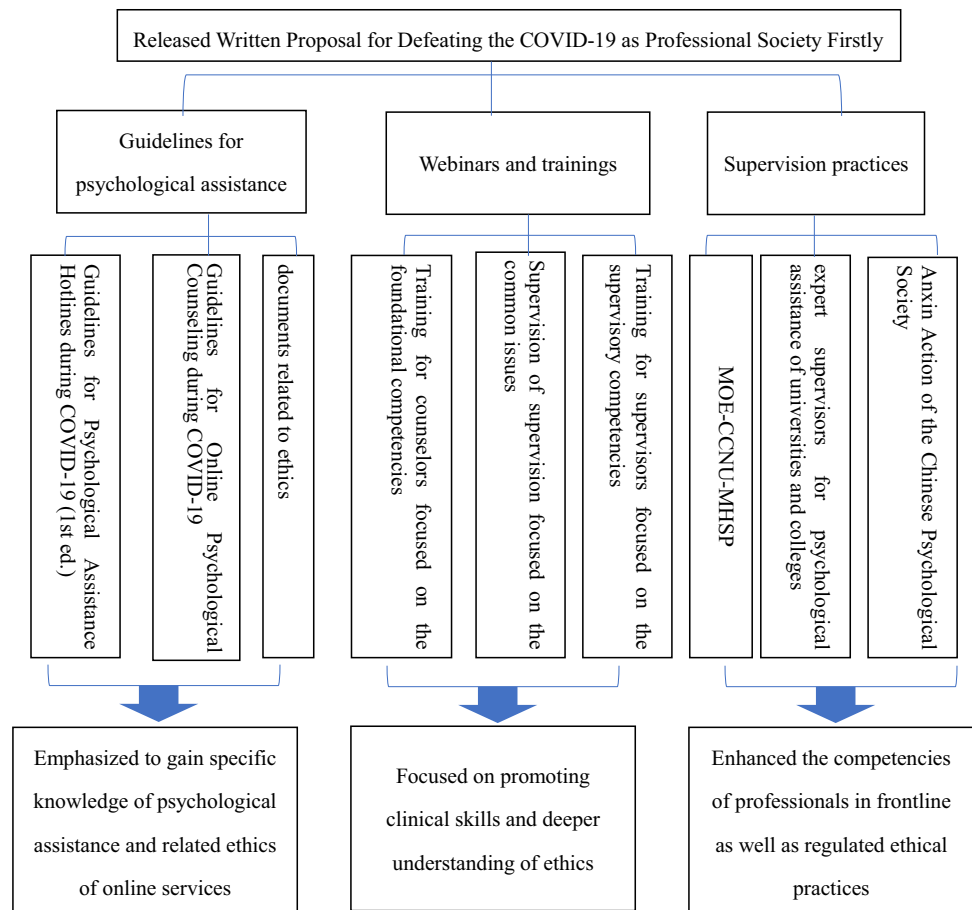 Released Written Proposal for Defeating the COVID-19 as Professional Society Firstly
Guidelines for
psychological assistance
Webinars and trainings
Supervision practices
Guidelines for Psychological Assistance
Hotlines during COVID-19 (1st ed.)
Guidelines for Online Psychological
Counseling during COVID-19
documents related to ethics
Training for counselors focused on the
foundational competencies
Supervision of supervision focused on the
common issues
Training for supervisors focused on the
supervisory competencies
MOE-CCNU-MHSP
expert supervisors for psychological
assistance of universities and colleges
Anxin Action of the Chinese Psychological
Society
Emphasized to gain specific
knowledge of psychological
assistance and related ethics
of online services
Focused on promoting
clinical skills and deeper
understanding of ethics
Enhanced the competencies
of professionals in frontline
as well as regulated ethical
practices